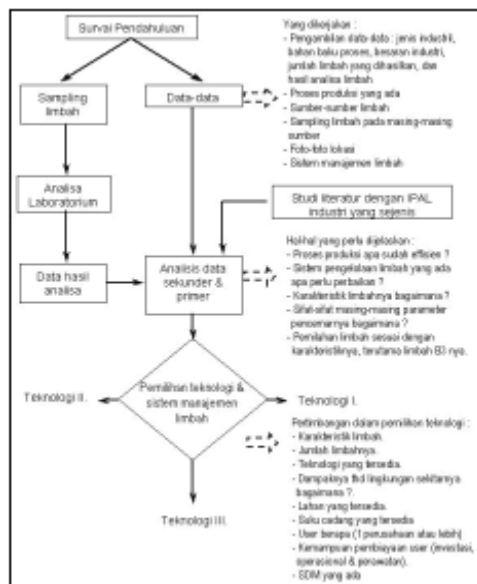 Survai Pendahuluan
Yang dikerjakan :
- Pengambilan data-data : jenis industri,
bahan baku proses, besaran industri,
jumlah limbah yang dihasilkan, dan
hasil analisa limbah
- Proses produksi yang ada
- Sumber-sumber limbah
- Sampling limbah pada masing-masing
sumber
- Foto-foto lokasi
- Sistem manajemen limbah
Sampling
limbah
Data-data
Analisa
Laboratorium
Studi literatur dengan IPAL
industri yang sejenis
Data hasil
analisa
Analisis data
sekunder &
primer
Hal-hal yang perlu dijelaskan :
- Proses produksi apa sudah effisien ?
- Sistem pengelolaan limbah yang ada
apa perlu perbaikan ?
- Karakteristik limbahnya bagaimana ?
- Sifat-sifat masing-masing parameter
pencemarnya bagaimana ?
- Pemilahan limbah sesuai dengan
karakteristiknya, terutama limbah B3 nya.
Pemilihan teknologi &
sistem manajemen
limbah
Teknologi II.
Teknologi I.
Teknologi III.
Pertimbangan dalam pemilihan teknologi :
- Karakteristik limbah.
- Jumlah limbahnya.
- Teknologi yang tersedia.
- Dampaknya thd lingkungan sekitarnya
bagaimana ?.
- Lahan yang tersedia.
- Suku cadang yang tersedia
- User berapa (1 perusahaan atau lebih)
- Kemampuan pembiayaan user (investasi,
operasional & perawatan).
- SDM yang ada